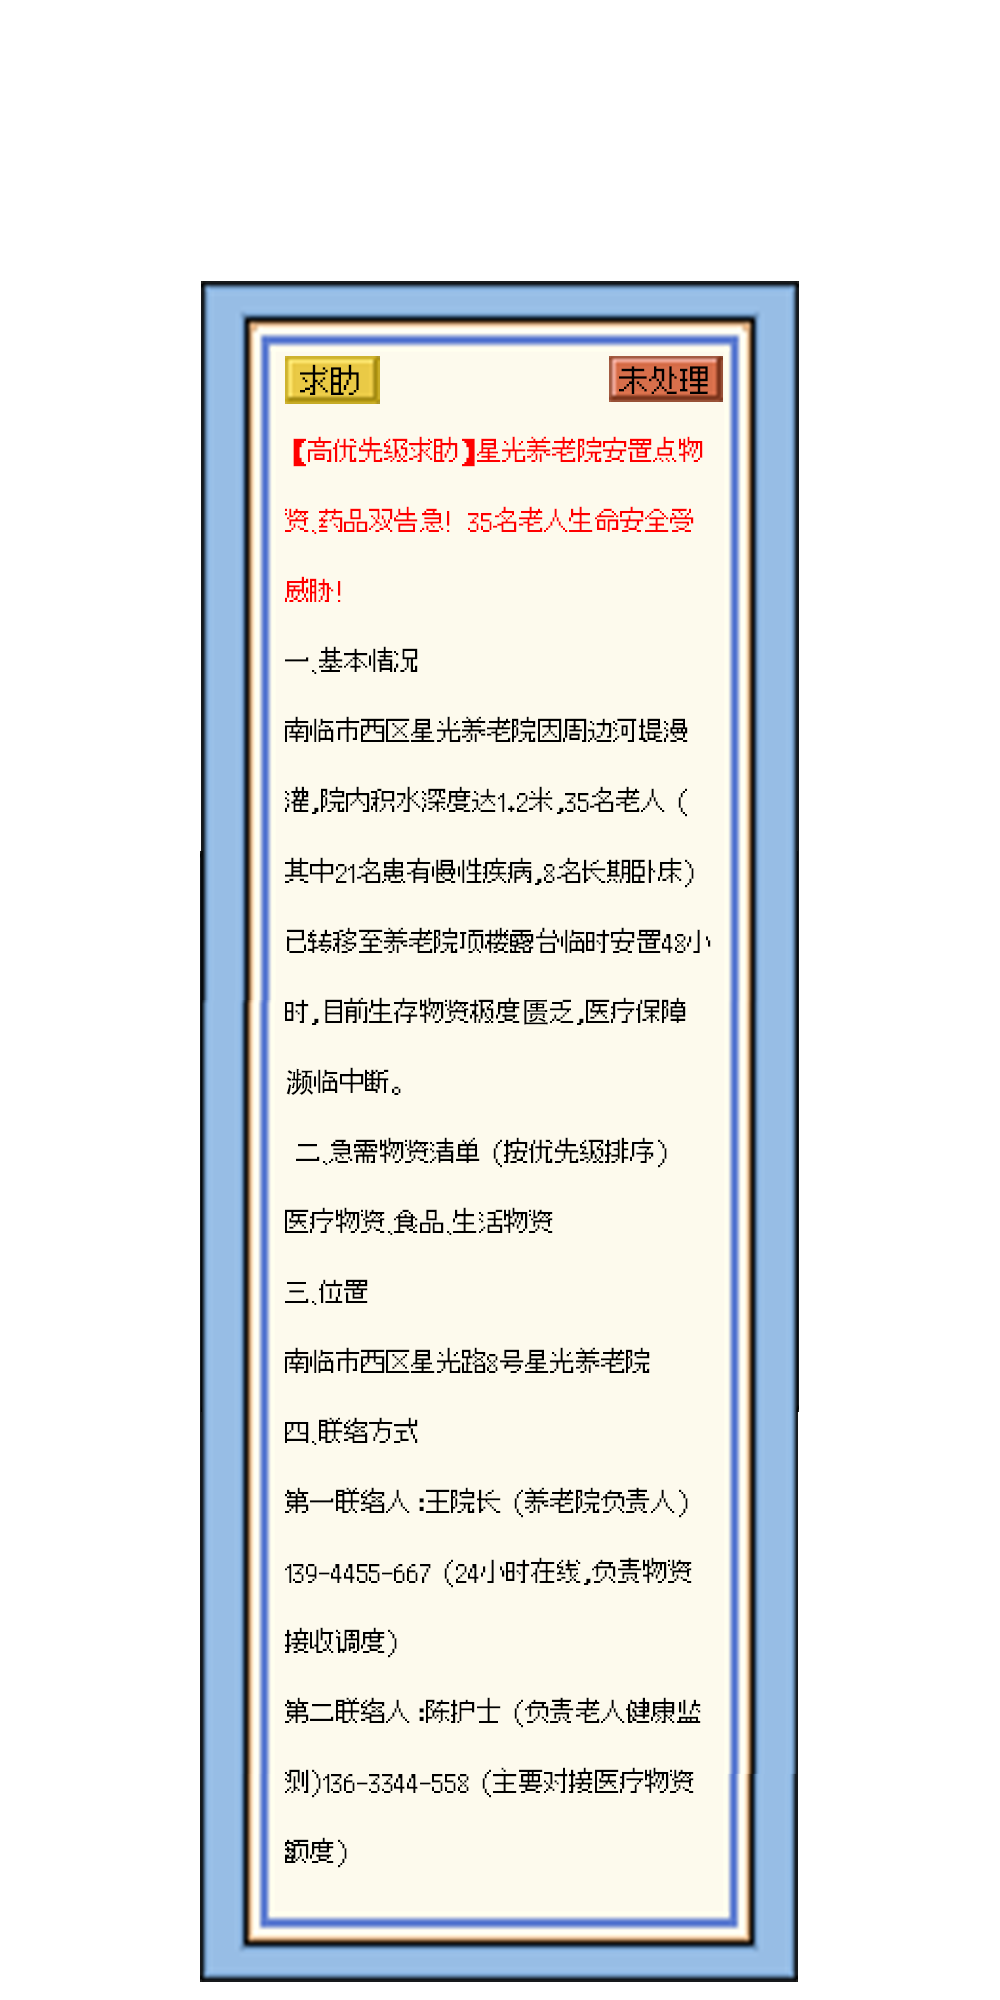 求助
未处理
【高优先级求助】星光养老院安置点物
资、药品双告急！35名老人生命安全受
威胁！
一、基本情况
南临市西区星光养老院因周边河堤漫
灌,院内积水深度达1.2米,35名老人（
其中21名患有慢性疾病,8名长期卧床）
已转移至养老院顶楼露台临时安置48小
时,目前生存物资极度匮乏,医疗保障
濒临中断。
二、急需物资清单（按优先级排序）
医疗物资、食品、生活物资
三、位置
南临市西区星光路8号星光养老院
四、联络方式
第一联络人:王院长（养老院负责人）
139-4455-667（24小时在线,负责物资
接收调度）
第二联络人:陈护士（负责老人健康监
测)136-3344-558（主要对接医疗物资
额度）